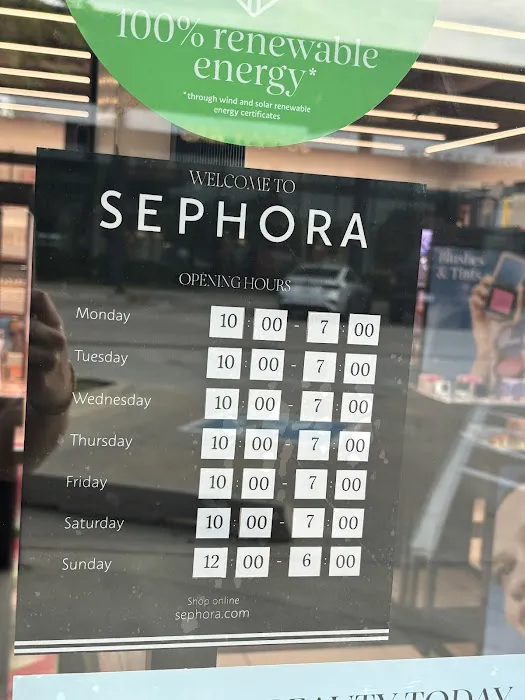 100% renewable
energy*
*through wind and solar renewable
energy certificates
WELCOME TO
SEPHORA
OPENING HOURS
Monday 10 : 00 - 7 : 00
Tuesday 10 : 00 - 7 : 00
Wednesday 10 : 00 - 7 : 00
Thursday 10 : 00 - 7 : 00
Friday 10 : 00 - 7 : 00
Saturday 10 : 00 - 7 : 00
Sunday 12 : 00 - 6 : 00
Shop online
sephora.com
Blushes
& Tints
BEAUTY TODAY